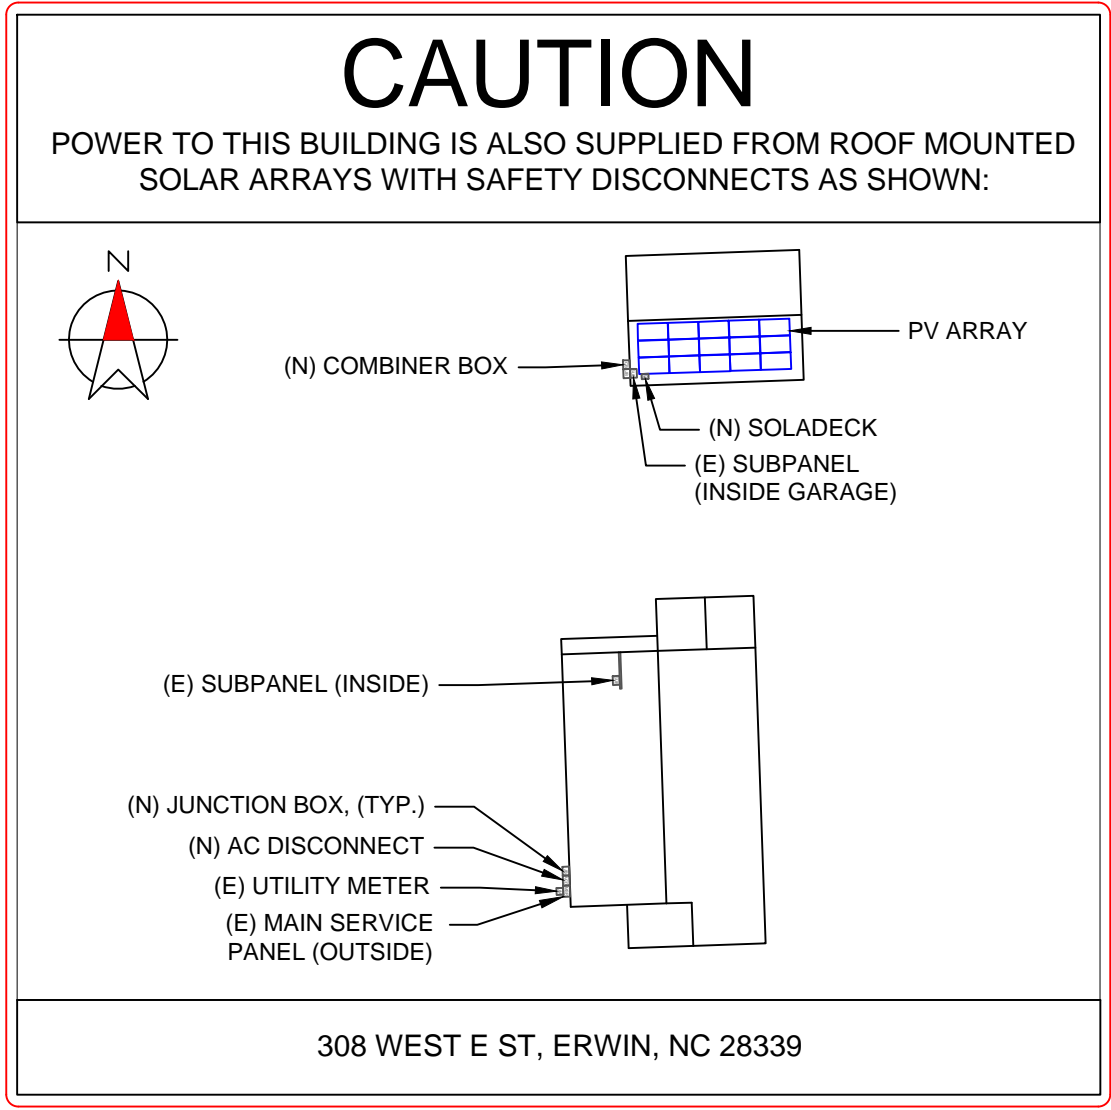 CAUTION
POWER TO THIS BUILDING IS ALSO SUPPLIED FROM ROOF MOUNTED
SOLAR ARRAYS WITH SAFETY DISCONNECTS AS SHOWN:
N
PV ARRAY
(N) COMBINER BOX
(N) SOLADECK
(E) SUBPANEL
(INSIDE GARAGE)
(E) SUBPANEL (INSIDE)
(N) JUNCTION BOX, (TYP.)
(N) AC DISCONNECT
(E) UTILITY METER
(E) MAIN SERVICE
PANEL (OUTSIDE)
308 WEST E ST, ERWIN, NC 28339